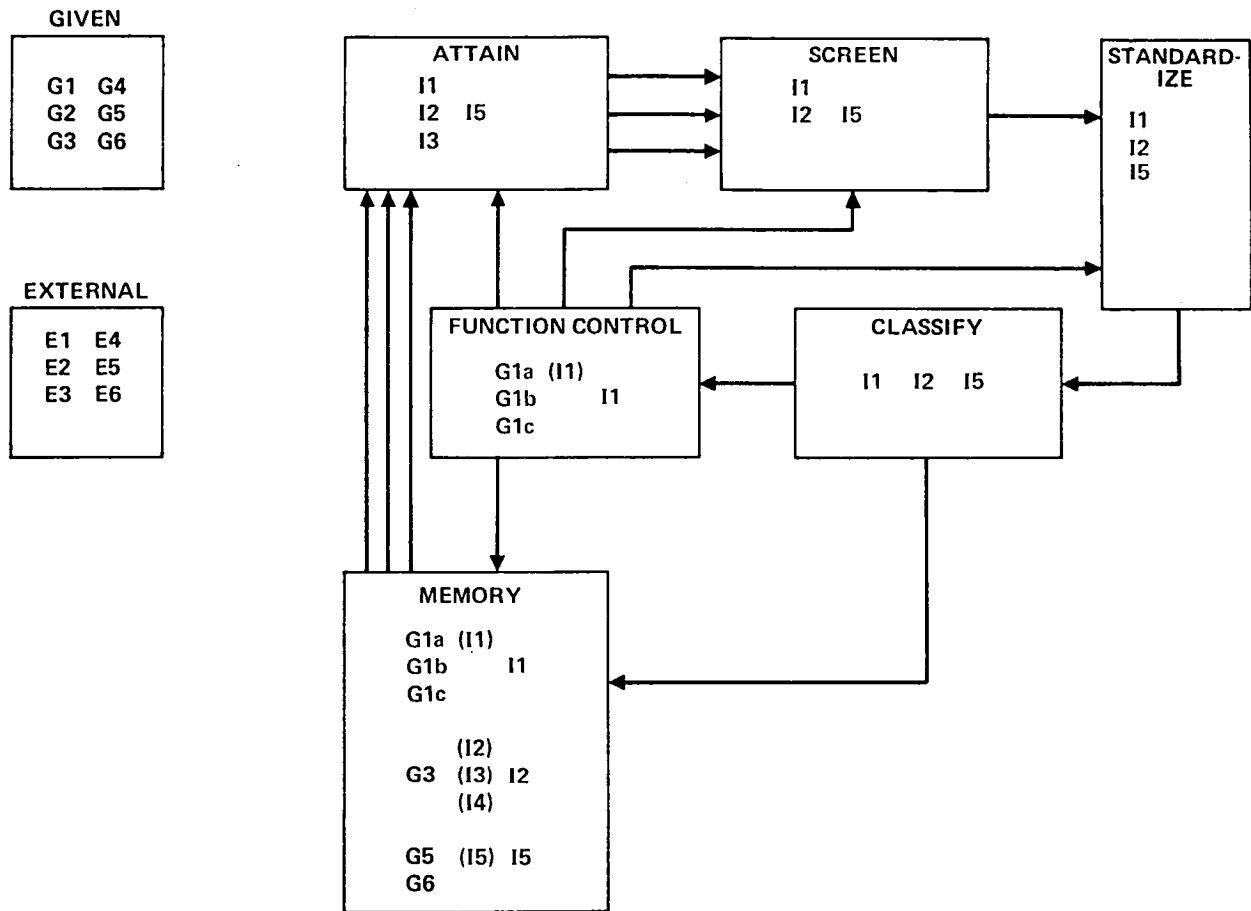 GIVEN
G1 G4
G2 G5
G3 G6
EXTERNAL
E1 E4
E2 E5
E3 E6
ATTAIN
I1
I2 I5
I3
SCREEN
I1
I2 I5
STANDARD-
IZE
I1
I2
I5
FUNCTION CONTROL
G1a (I1)
G1b I1
G1c
CLASSIFY
I1 I2 I5
MEMORY
G1a (I1)
G1b I1
G1c
(I2)
G3 (I3) I2
(I4)
G5 (I5) I5
G6